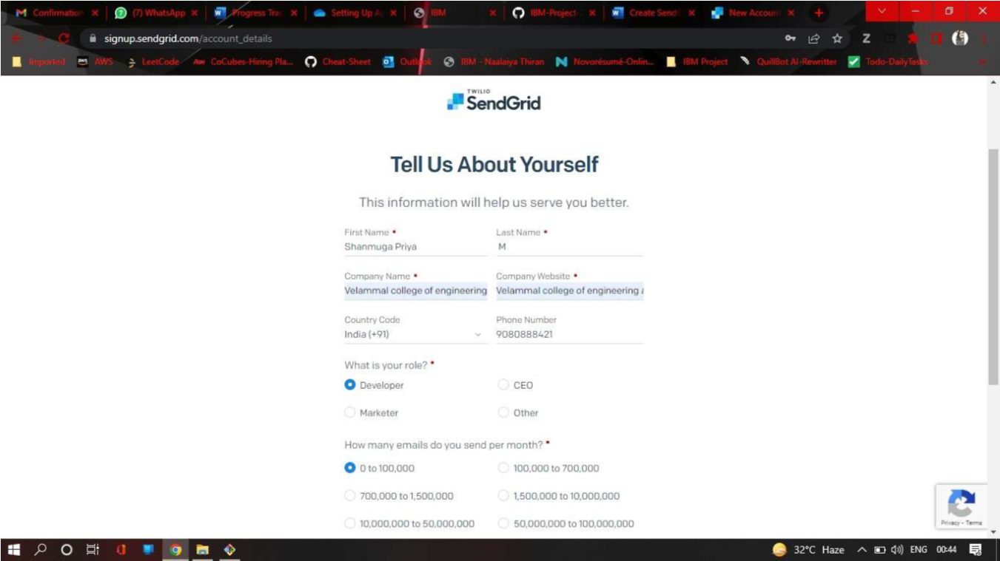 Confirmation (7) WhatsApp Progress Trac Setting Up A IBM IBM-Project- Create Send New Account
signup.sendgrid.com/account_details
Imported AWS LeetCode CoCubes-Hiring Pla... Cheat-Sheet Outlook IBM - Naalaiya Thiran Novorésumé-Onlin... IBM Project QuillBot AI-Rewritter Todo-DailyTasks
TWILIO
SendGrid
Tell Us About Yourself
This information will help us serve you better.
First Name • Last Name •
Shanmuga Priya M
Company Name • Company Website •
Velammal college of engineering Velammal college of engineering a
Country Code Phone Number
India (+91) 9080888421
What is your role? •
Developer CEO
Marketer Other
How many emails do you send per month? •
0 to 100,000 100,000 to 700,000
700,000 to 1,500,000 1,500,000 to 10,000,000
10,000,000 to 50,000,000 50,000,000 to 100,000,000
Privacy - Terms
32°C Haze ENG 00:44